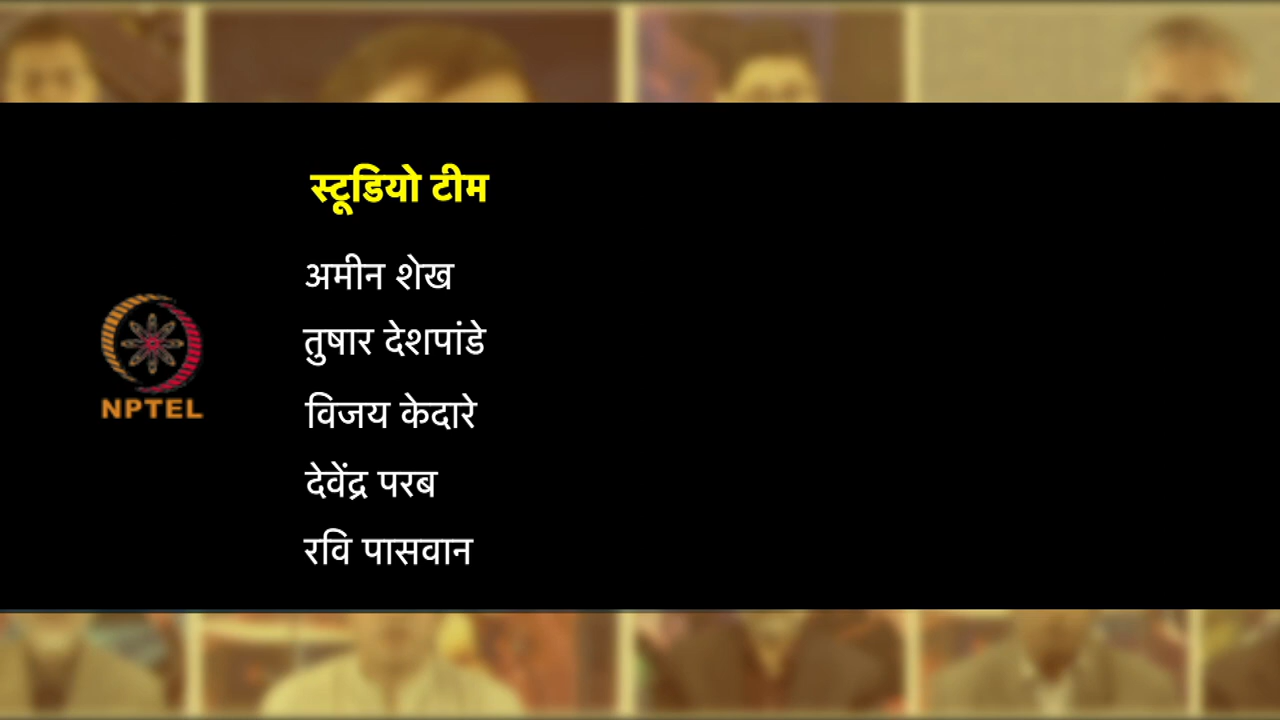 स्टूडियो टीम
अमीन शेख
तुषार देशपांडे
विजय केदारे
देवेंद्र परब
रवि पासवान
NPTEL